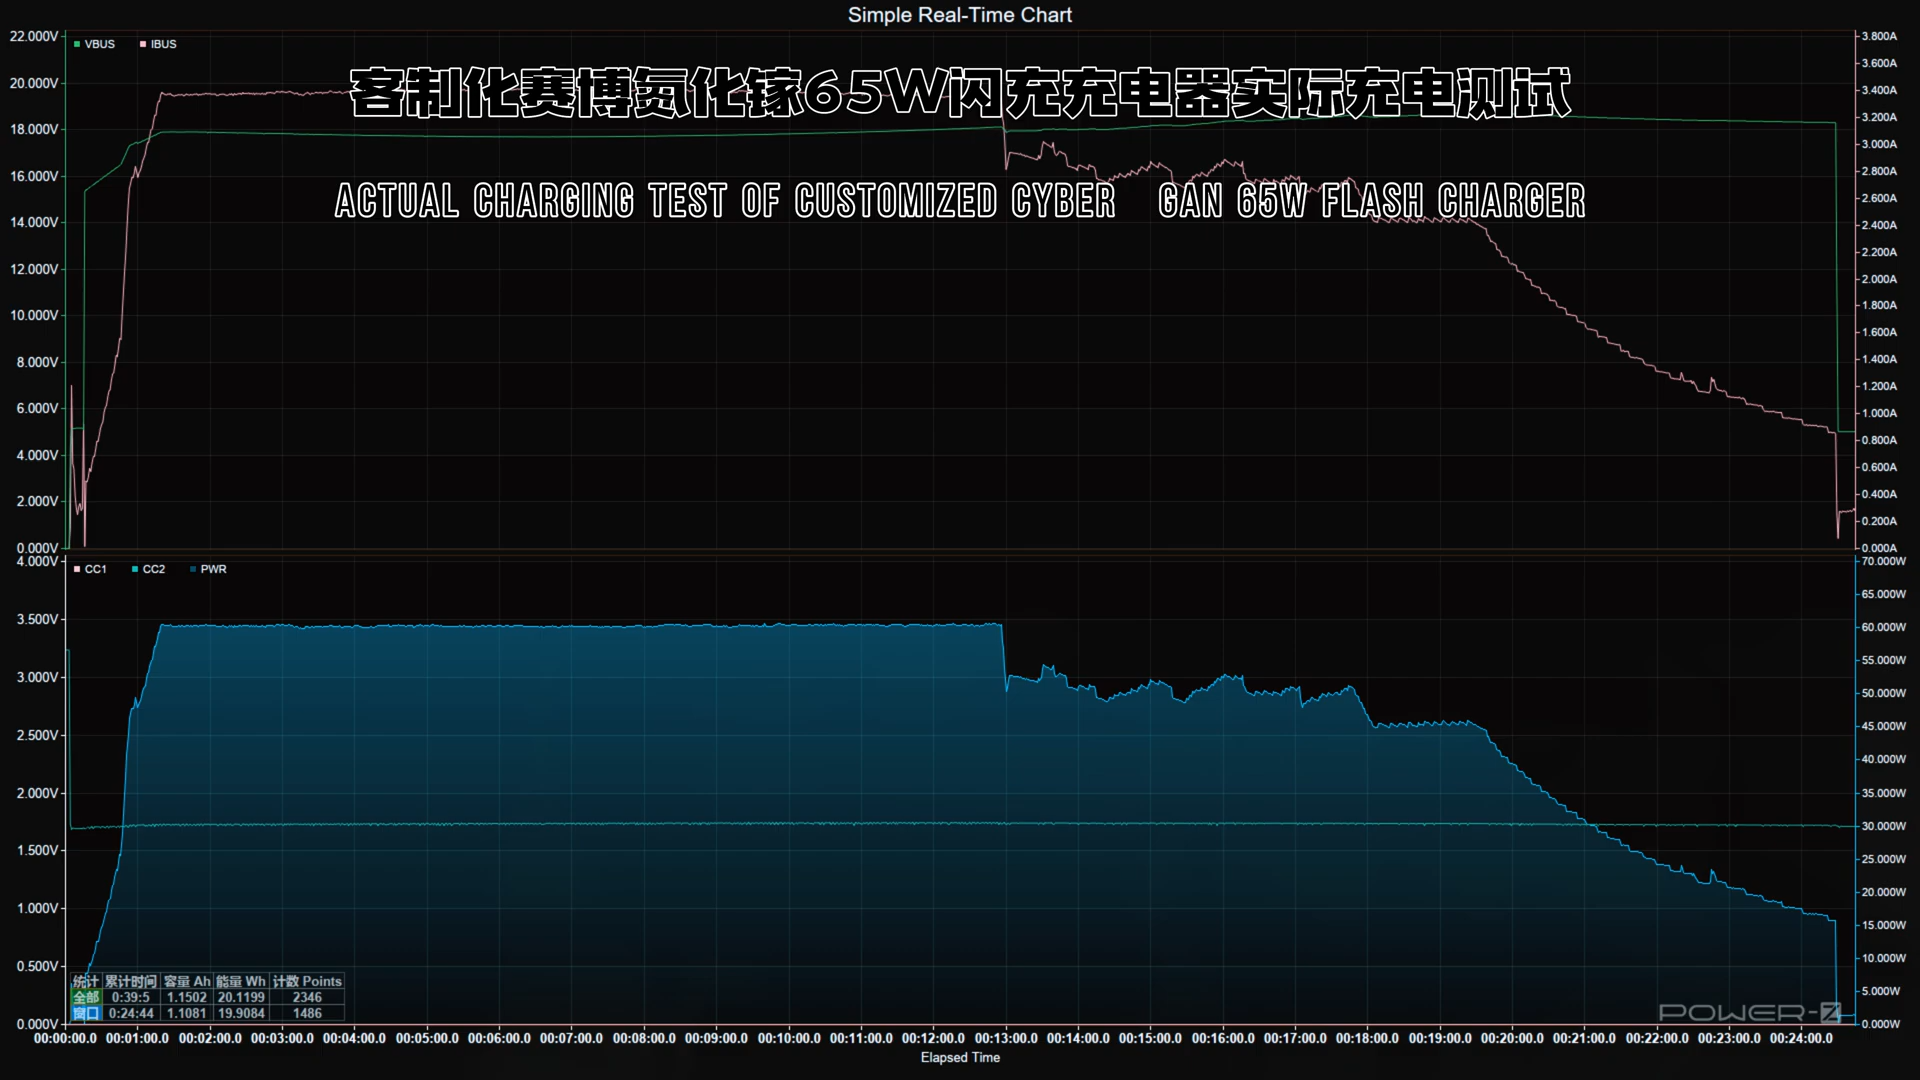 Simple Real-Time Chart
VBUS IBUS
客制化赛博氮化镓65W闪充充电器实际充电测试
ACTUAL CHARGING TEST OF CUSTOMIZED CYBER GAN 65W FLASH CHARGER
22.000V
20.000V
18.000V
16.000V
14.000V
12.000V
10.000V
8.000V
6.000V
4.000V
2.000V
0.000V
3.800A
3.600A
3.400A
3.200A
3.000A
2.800A
2.600A
2.400A
2.200A
2.000A
1.800A
1.600A
1.400A
1.200A
1.000A
0.800A
0.600A
0.400A
0.200A
0.000A
CC1 CC2 PWR
4.000V
3.500V
3.000V
2.500V
2.000V
1.500V
1.000V
0.500V
0.000V
70.000W
65.000W
60.000W
55.000W
50.000W
45.000W
40.000W
35.000W
30.000W
25.000W
20.000W
15.000W
10.000W
5.000W
0.000W
统计 累计时间 容量 Ah 能量 Wh 计数 Points
全部 0:39:5 1.1502 20.1199 2346
窗口 0:24:44 1.1081 19.9084 1486
POWER-Z
00:00:00.0 00:01:00.0 00:02:00.0 00:03:00.0 00:04:00.0 00:05:00.0 00:06:00.0 00:07:00.0 00:08:00.0 00:09:00.0 00:10:00.0 00:11:00.0 00:12:00.0 00:13:00.0 00:14:00.0 00:15:00.0 00:16:00.0 00:17:00.0 00:18:00.0 00:19:00.0 00:20:00.0 00:21:00.0 00:22:00.0 00:23:00.0 00:24:00.0
Elapsed Time